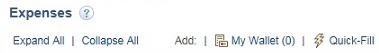 Expenses ?
Expand All | Collapse All Add: | My Wallet (0) | Quick-Fill